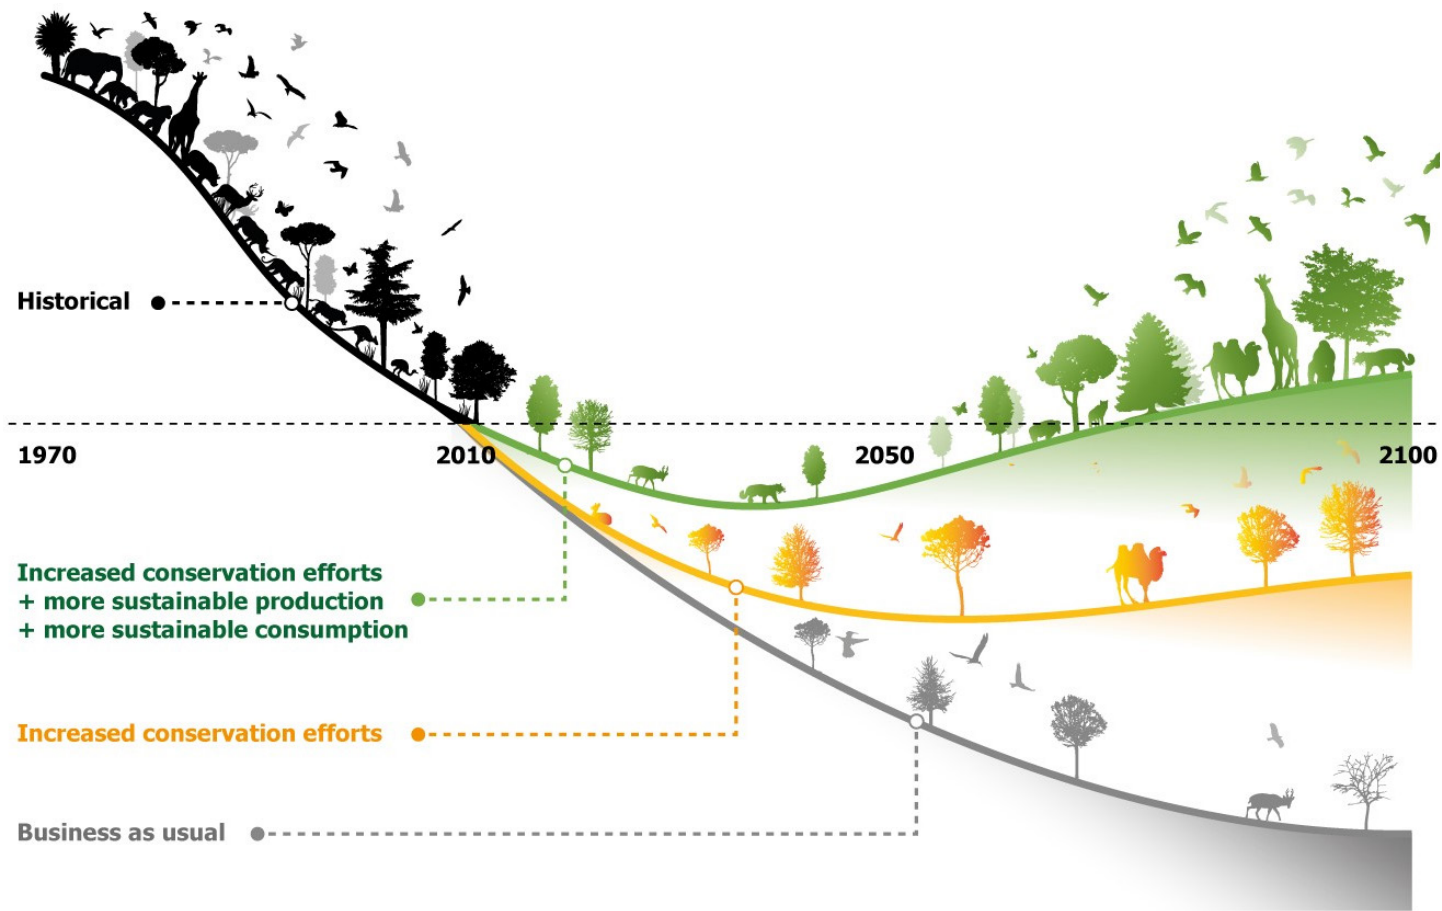 Historical
1970
2010
2050
2100
Increased conservation efforts
+ more sustainable production
+ more sustainable consumption
Increased conservation efforts
Business as usual